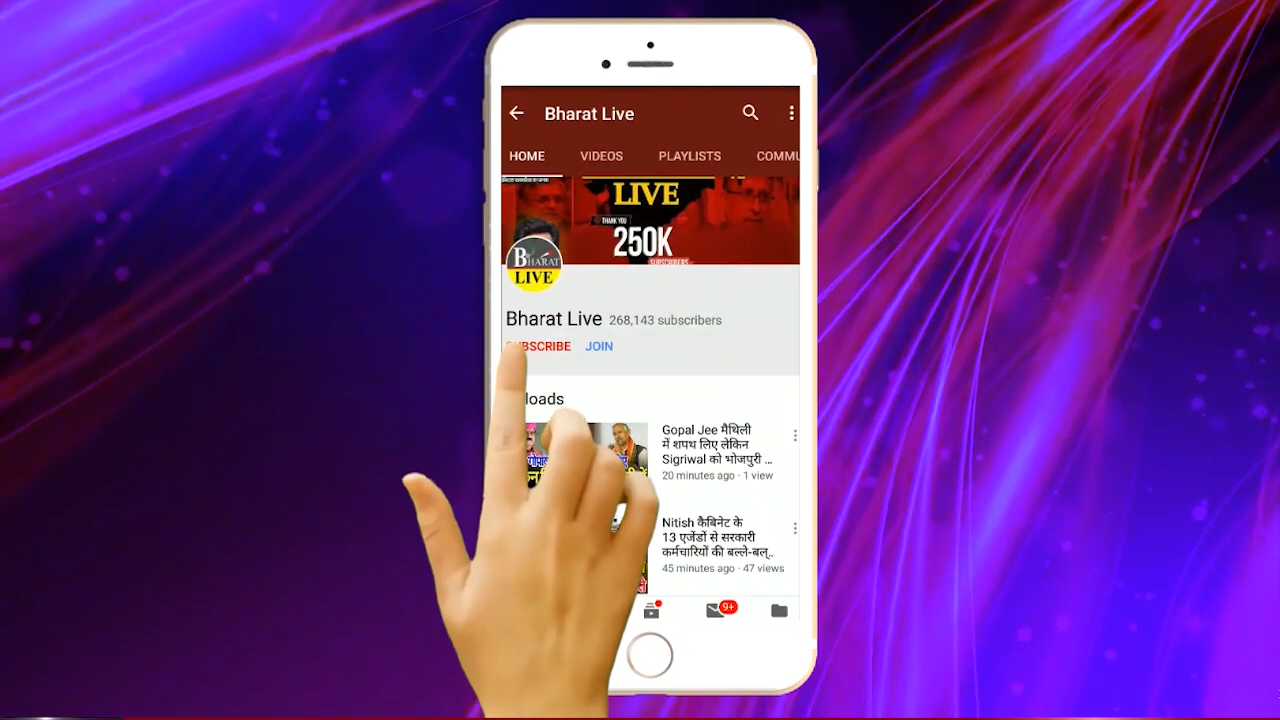 Bharat Live
HOME VIDEOS PLAYLISTS COMMU
LIVE
THANK YOU
250K
SUBSCRIBERS
BHARAT
LIVE
Bharat Live 268,143 subscribers
SUBSCRIBE JOIN
loads
Gopal Jee मैथिली
में शपथ लिए लेकिन
Sigriwal को भोजपुरी ...
20 minutes ago · 1 view
Nitish कैबिनेट के
13 एजेंडों से सरकारी
कर्मचारियों की बल्ले-बल्..
45 minutes ago · 47 views
9+